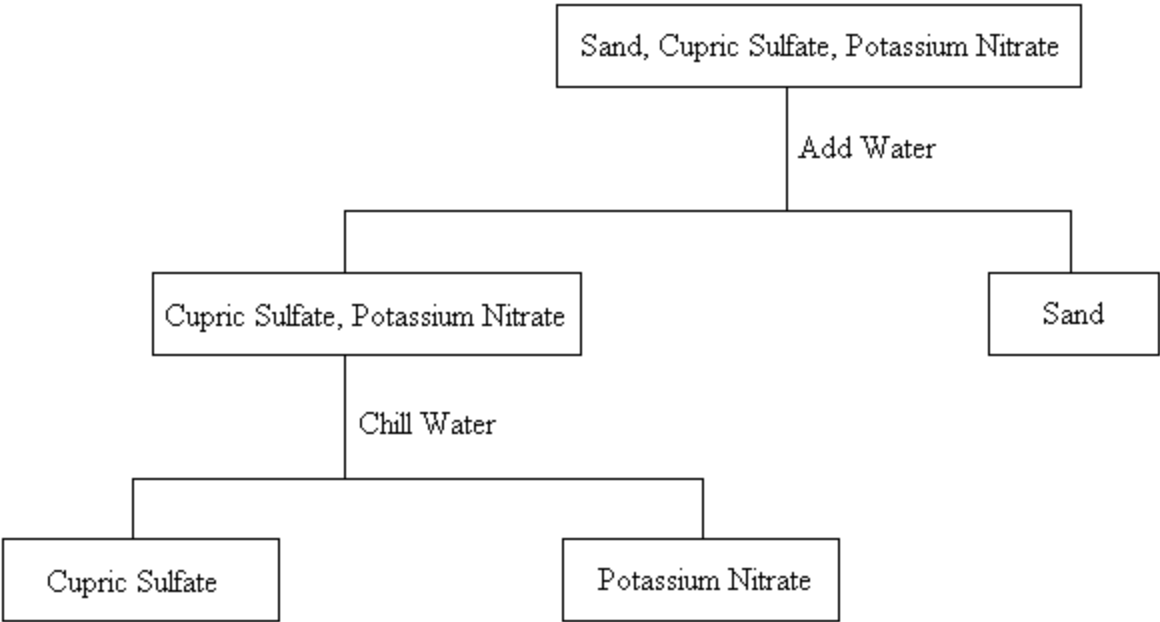 Sand, Cupric Sulfate, Potassium Nitrate
Add Water
Cupric Sulfate, Potassium Nitrate
Sand
Chill Water
Cupric Sulfate
Potassium Nitrate